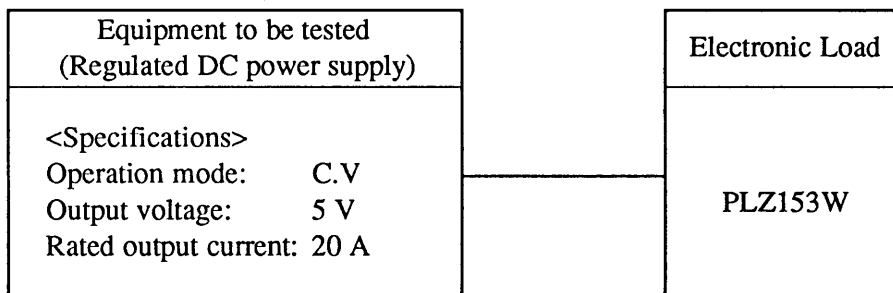 Equipment to be tested
(Regulated DC power supply)
<Specifications>
Operation mode: C.V
Output voltage: 5 V
Rated output current: 20 A
Electronic Load
PLZ153W